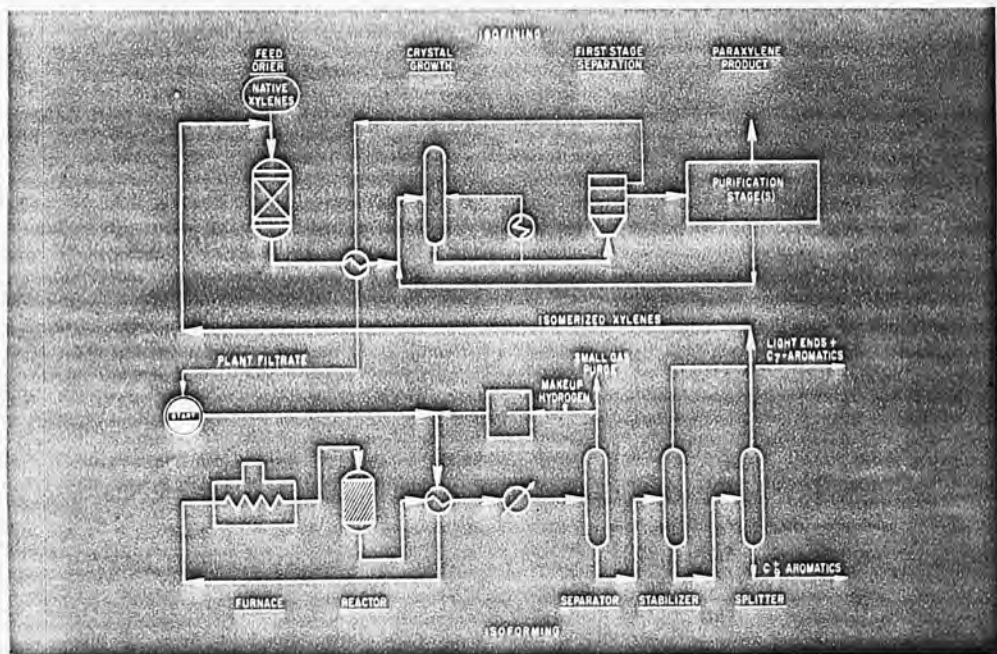 ISOFINING
FEED
DRIER
CRYSTAL
GROWTH
FIRST STAGE
SEPARATION
PARAXYLENE
PRODUCT
NATIVE
XYLENES
PURIFICATION
STAGE(S)
ISOMERIZED XYLENES
PLANT FILTRATE
SMALL GAS
PURGE
LIGHT ENDS +
C7-AROMATICS
MAKEUP
HYDROGEN
START
C9+ AROMATICS
FURNACE
REACTOR
SEPARATOR
STABILIZER
SPLITTER
ISOFORMING